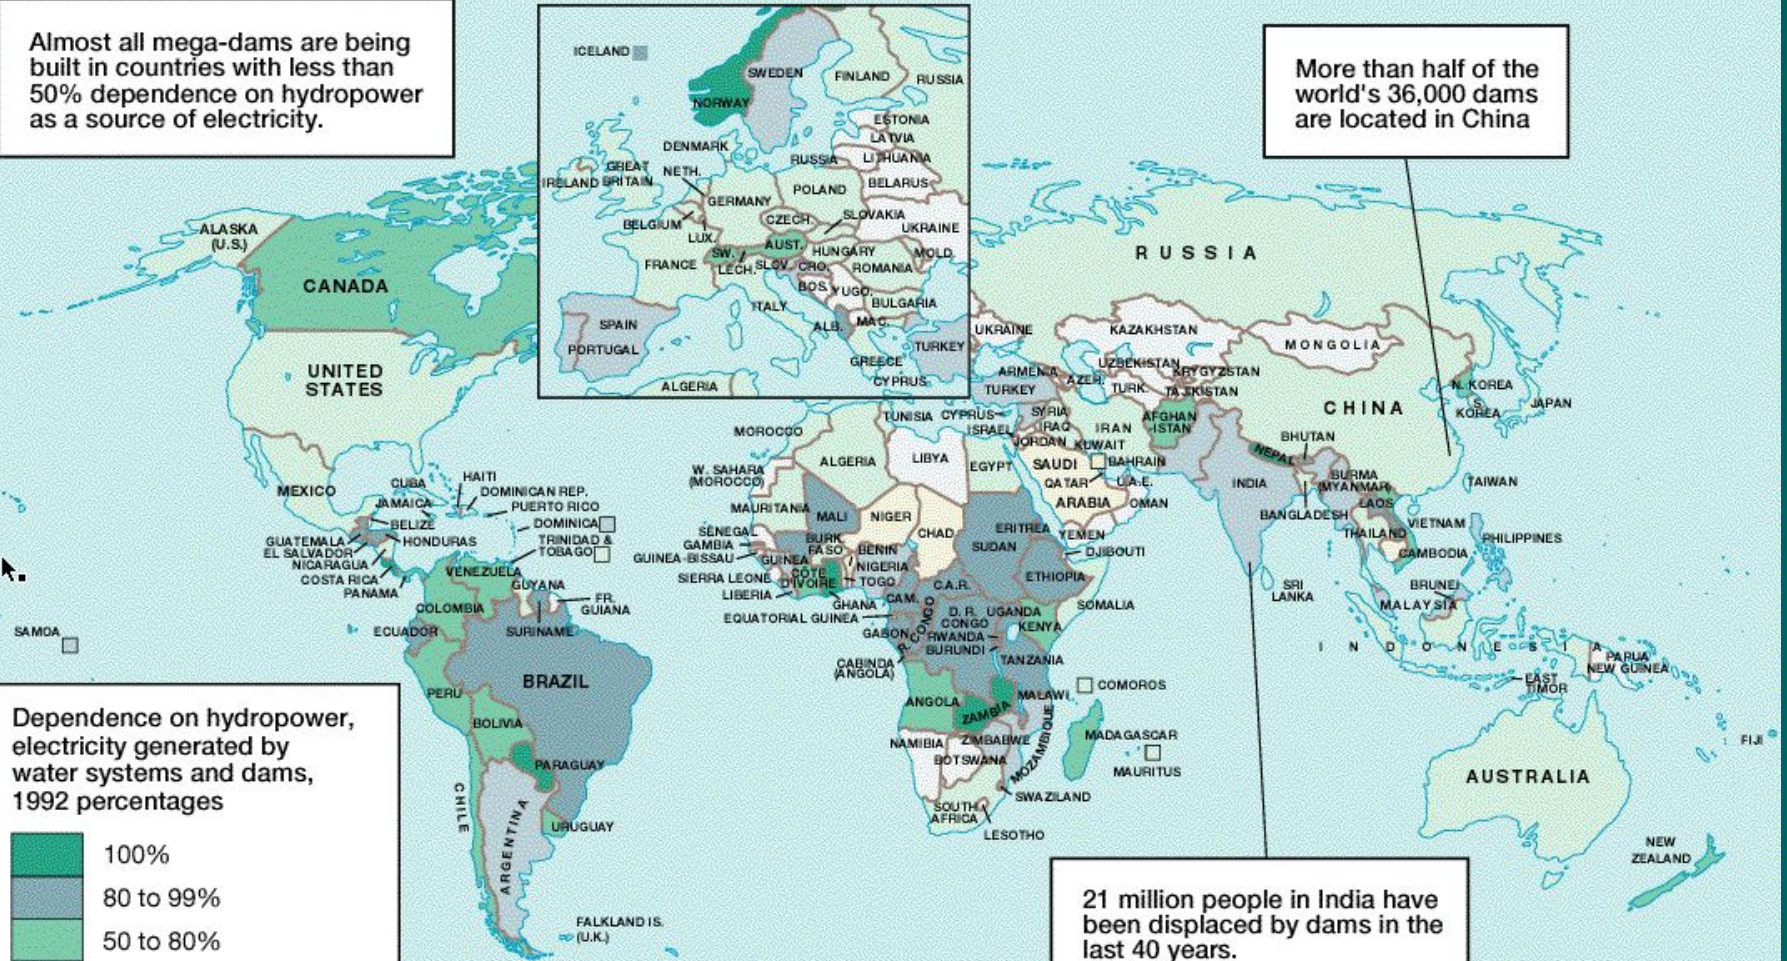 Almost all mega-dams are being
built in countries with less than
50% dependence on hydropower
as a source of electricity.
More than half of the
world's 36,000 dams
are located in China
ICELAND
SWEDEN
FINLAND
RUSSIA
NORWAY
ESTONIA
LATVIA
DENMARK
RUSSIA
LITHUANIA
GREAT
BRITAIN
NETH.
IRELAND
BELARUS
POLAND
GERMANY
BELGIUM
CZECH.
SLOVAKIA
UKRAINE
LUX.
SW.
AUST.
HUNGARY
MOLD.
FRANCE
LECH.
SLOV.
CRO.
ROMANIA
BOS.
YUGO.
BULGARIA
ITALY
SPAIN
ALB.
MAC.
PORTUGAL
TURKEY
GREECE
CYPRUS
ALGERIA
ALASKA
(U.S.)
CANADA
UNITED
STATES
RUSSIA
UKRAINE
KAZAKHSTAN
MONGOLIA
UZBEKISTAN
KRYGYZSTAN
ARMENIA
AZER.
TURK.
TAJKISTAN
TURKEY
N. KOREA
S.
KOREA
JAPAN
CHINA
TUNISIA
CYPRUS
SYRIA
AFGHAN
-ISTAN
ISRAEL
IRAQ
IRAN
MOROCCO
JORDAN
KUWAIT
BHUTAN
NEPAL
ALGERIA
LIBYA
EGYPT
SAUDI
ARABIA
BAHRAIN
QATAR
U.A.E.
OMAN
W. SAHARA
(MOROCCO)
INDIA
BURMA
(MYANMAR)
TAIWAN
MEXICO
CUBA
HAITI
DOMINICAN REP.
PUERTO RICO
JAMAICA
BELIZE
DOMINICA
MAURITANIA
MALI
NIGER
CHAD
LAOS
BANGLADESH
VIETNAM
GUATEMALA
HONDURAS
EL SALVADOR
NICARAGUA
TRINIDAD &
TOBAGO
SENEGAL
GAMBIA
GUINEA-BISSAU
BURK.
FASO
BENIN
NIGERIA
ERITREA
SUDAN
YEMEN
DJIBOUTI
THAILAND
PHILIPPINES
CAMBODIA
COSTA RICA
PANAMA
VENEZUELA
GUYANA
GUINEA
SIERRA LEONE
LIBERIA
COTE
D'IVOIRE
TOGO
GHANA
C.A.R.
ETHIOPIA
SRI
LANKA
BRUNEI
COLOMBIA
FR.
GUIANA
SURINAME
EQUATORIAL GUINEA
CAM.
D. R.
CONGO
UGANDA
SOMALIA
MALAYSIA
SAMOA
ECUADOR
GABON
R. CONGO
RWANDA
BURUNDI
KENYA
INDONESIA
PAPUA
NEW GUINEA
CABINDA
(ANGOLA)
TANZANIA
EAST
TIMOR
PERU
BRAZIL
ANGOLA
ZAMBIA
MALAWI
COMOROS
BOLIVIA
NAMIBIA
ZIMBABWE
MOZAMBIQUE
MADAGASCAR
FIJI
PARAGUAY
BOTSWANA
MAURITUS
AUSTRALIA
CHILE
SOUTH
AFRICA
SWAZILAND
LESOTHO
URUGUAY
ARGENTINA
NEW
ZEALAND
FALKLAND IS.
(U.K.)
Dependence on hydropower,
electricity generated by
water systems and dams,
1992 percentages
100%
80 to 99%
50 to 80%
21 million people in India have
been displaced by dams in the
last 40 years.